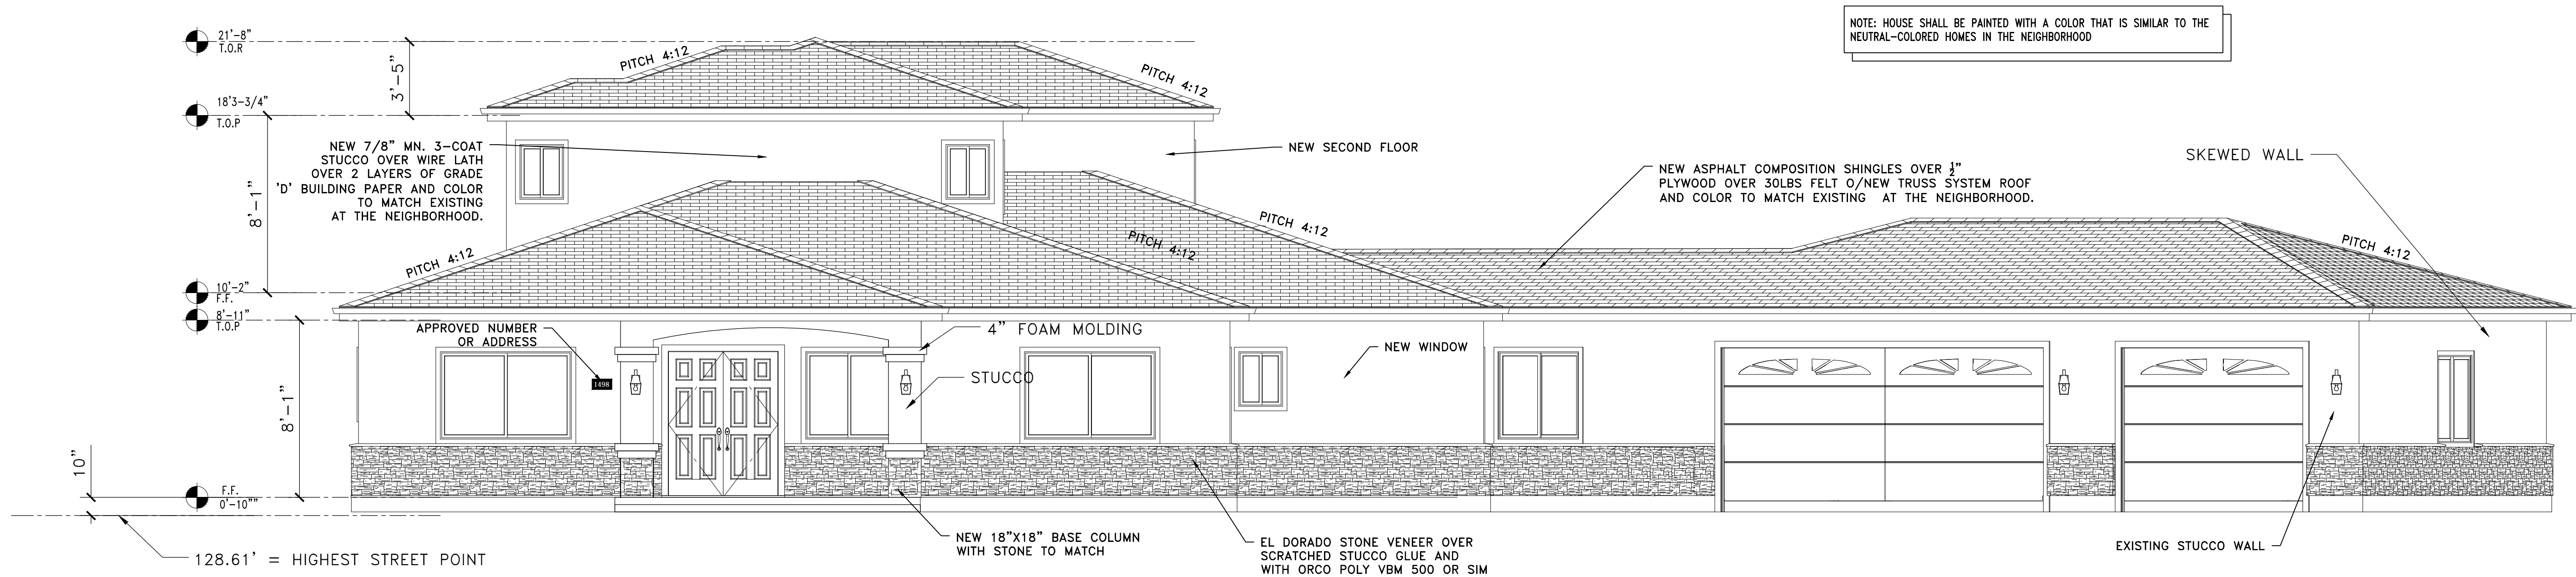 NOTE: HOUSE SHALL BE PAINTED WITH A COLOR THAT IS SIMILAR TO THE
NEUTRAL-COLORED HOMES IN THE NEIGHBORHOOD
21'-8"
T.O.R
3'-5"
PITCH 4:12
PITCH 4:12
18'3-3/4"
T.O.P
NEW 7/8" MN. 3-COAT
STUCCO OVER WIRE LATH
OVER 2 LAYERS OF GRADE
'D' BUILDING PAPER AND COLOR
TO MATCH EXISTING
AT THE NEIGHBORHOOD.
NEW SECOND FLOOR
NEW ASPHALT COMPOSITION SHINGLES OVER ½"
PLYWOOD OVER 30LBS FELT O/NEW TRUSS SYSTEM ROOF
AND COLOR TO MATCH EXISTING AT THE NEIGHBORHOOD.
SKEWED WALL
8'-1"
PITCH 4:12
PITCH 4:12
PITCH 4:12
PITCH 4:12
10'-2"
F.F.
8'-11"
T.O.P
APPROVED NUMBER
OR ADDRESS
4" FOAM MOLDING
NEW WINDOW
1498
STUCCO
8'-1"
10"
F.F.
0'-10""
128.61' = HIGHEST STREET POINT
NEW 18"X18" BASE COLUMN
WITH STONE TO MATCH
EL DORADO STONE VENEER OVER
SCRATCHED STUCCO GLUE AND
WITH ORCO POLY VBM 500 OR SIM
EXISTING STUCCO WALL